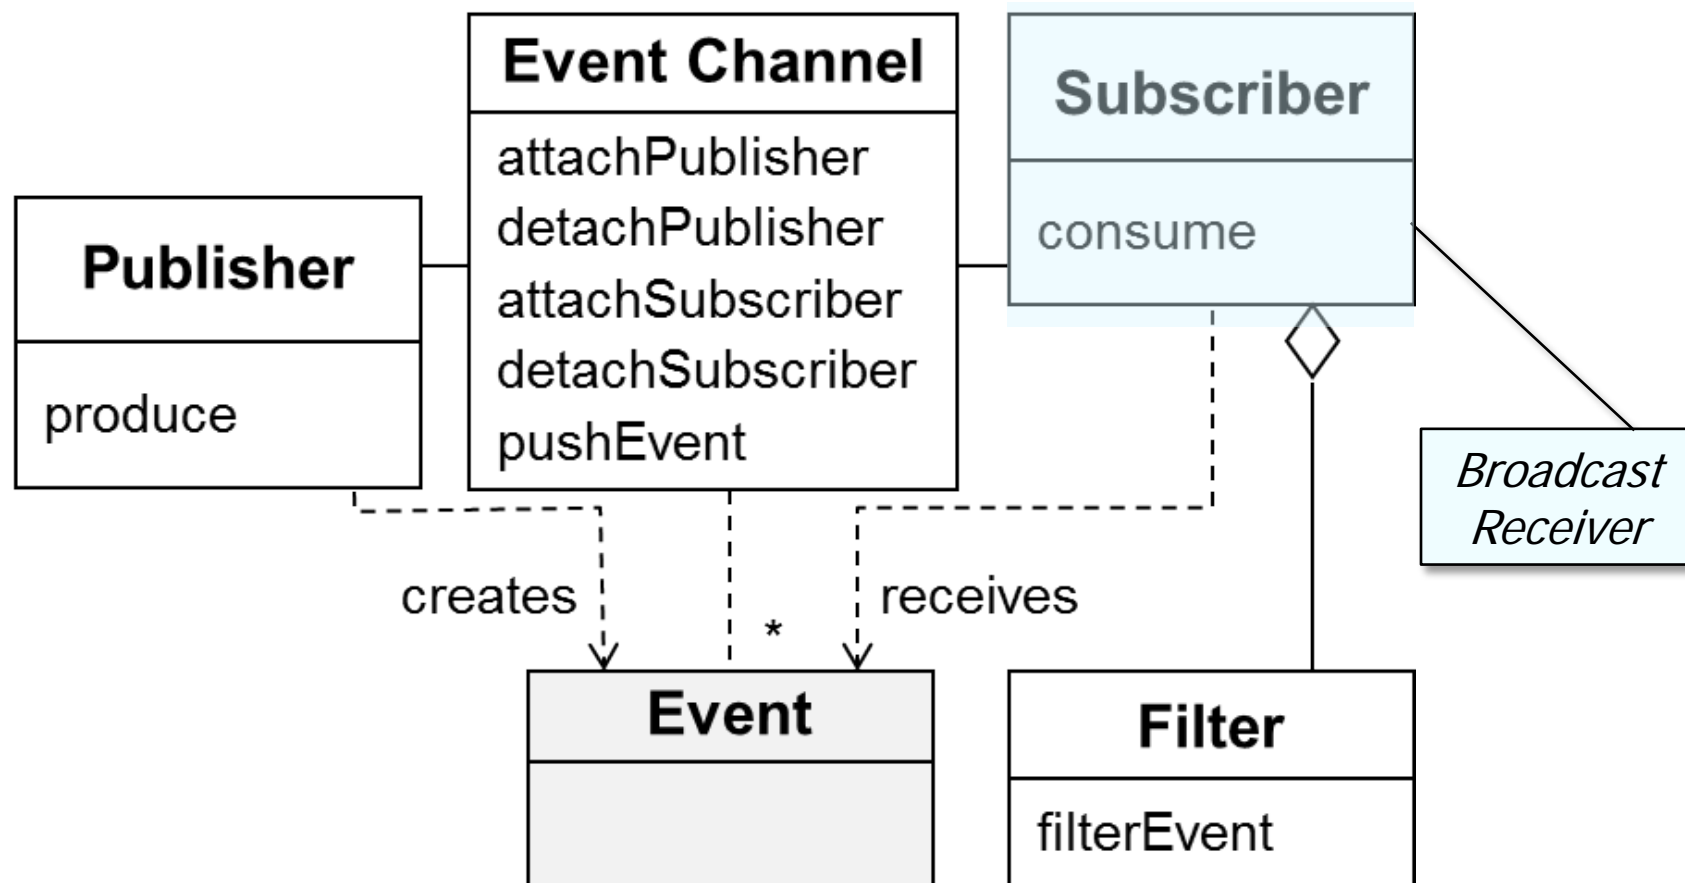 Event Channel
attachPublisher
detachPublisher
attachSubscriber
detachSubscriber
pushEvent
Subscriber
consume
Publisher
produce
Broadcast
Receiver
creates
*
receives
Event
Filter
filterEvent